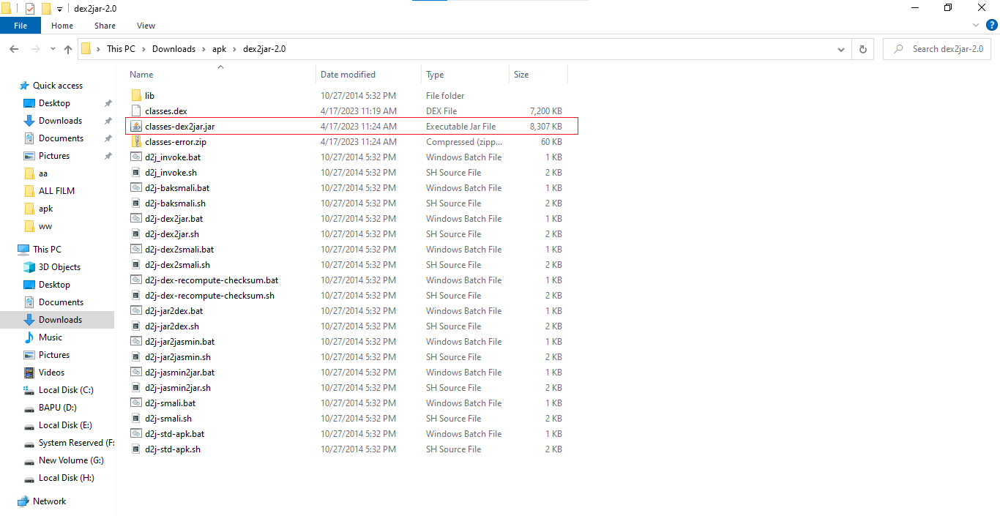 dex2jar-2.0
File Home Share View
This PC Downloads apk dex2jar-2.0
Search dex2jar-2.0
Quick access
Desktop
Downloads
Documents
Pictures
aa
ALL FILM
apk
ww
This PC
3D Objects
Desktop
Documents
Downloads
Music
Pictures
Videos
Local Disk (C:)
BAPU (D:)
Local Disk (E:)
System Reserved (F:
New Volume (G:)
Local Disk (H:)
Network
Name Date modified Type Size
lib 10/27/2014 5:32 PM File folder
classes.dex 4/17/2023 11:19 AM DEX File 7,200 KB
classes-dex2jar.jar 4/17/2023 11:24 AM Executable Jar File 8,307 KB
classes-error.zip 4/17/2023 11:24 AM Compressed (zipp... 60 KB
d2j_invoke.bat 10/27/2014 5:32 PM Windows Batch File 1 KB
d2j_invoke.sh 10/27/2014 5:32 PM SH Source File 2 KB
d2j-baksmali.bat 10/27/2014 5:32 PM Windows Batch File 1 KB
d2j-baksmali.sh 10/27/2014 5:32 PM SH Source File 2 KB
d2j-dex2jar.bat 10/27/2014 5:32 PM Windows Batch File 1 KB
d2j-dex2jar.sh 10/27/2014 5:32 PM SH Source File 2 KB
d2j-dex2smali.bat 10/27/2014 5:32 PM Windows Batch File 1 KB
d2j-dex2smali.sh 10/27/2014 5:32 PM SH Source File 2 KB
d2j-dex-recompute-checksum.bat 10/27/2014 5:32 PM Windows Batch File 1 KB
d2j-dex-recompute-checksum.sh 10/27/2014 5:32 PM SH Source File 2 KB
d2j-jar2dex.bat 10/27/2014 5:32 PM Windows Batch File 1 KB
d2j-jar2dex.sh 10/27/2014 5:32 PM SH Source File 2 KB
d2j-jar2jasmin.bat 10/27/2014 5:32 PM Windows Batch File 1 KB
d2j-jar2jasmin.sh 10/27/2014 5:32 PM SH Source File 2 KB
d2j-jasmin2jar.bat 10/27/2014 5:32 PM Windows Batch File 1 KB
d2j-jasmin2jar.sh 10/27/2014 5:32 PM SH Source File 2 KB
d2j-smali.bat 10/27/2014 5:32 PM Windows Batch File 1 KB
d2j-smali.sh 10/27/2014 5:32 PM SH Source File 2 KB
d2j-std-apk.bat 10/27/2014 5:32 PM Windows Batch File 1 KB
d2j-std-apk.sh 10/27/2014 5:32 PM SH Source File 2 KB